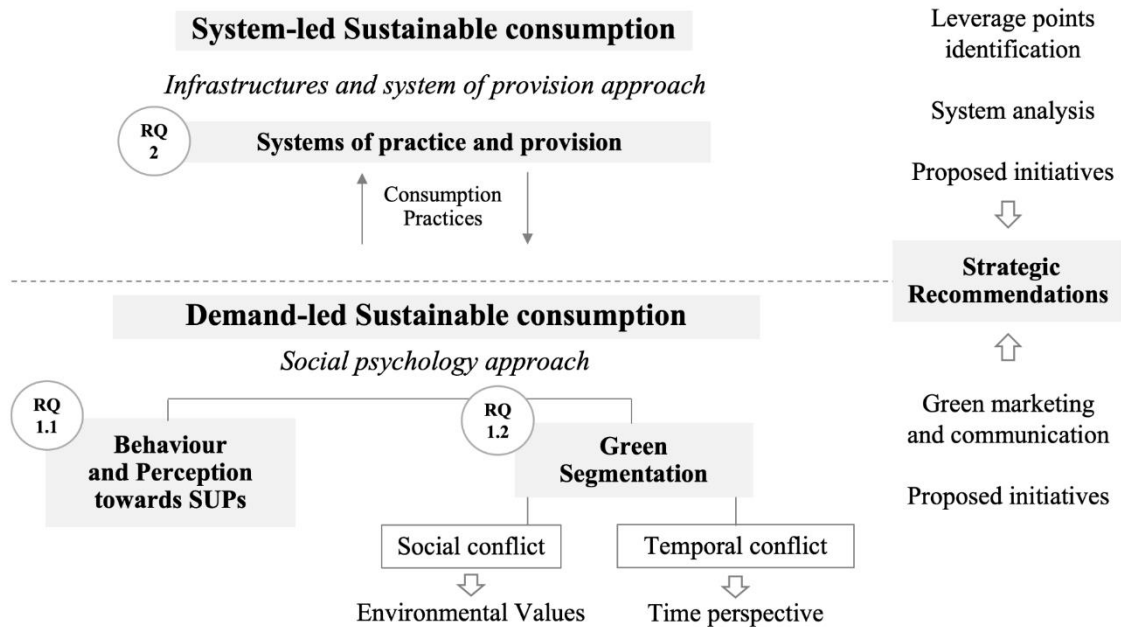 System-led Sustainable consumption
Infrastructures and system of provision approach
RQ
2
Systems of practice and provision
Consumption
Practices
Demand-led Sustainable consumption
Social psychology approach
RQ
1.1
Behaviour
and Perception
towards SUPs
RQ
1.2
Green
Segmentation
Social conflict
Temporal conflict
Environmental Values
Time perspective
Leverage points
identification
System analysis
Proposed initiatives
Strategic
Recommendations
Green marketing
and communication
Proposed initiatives